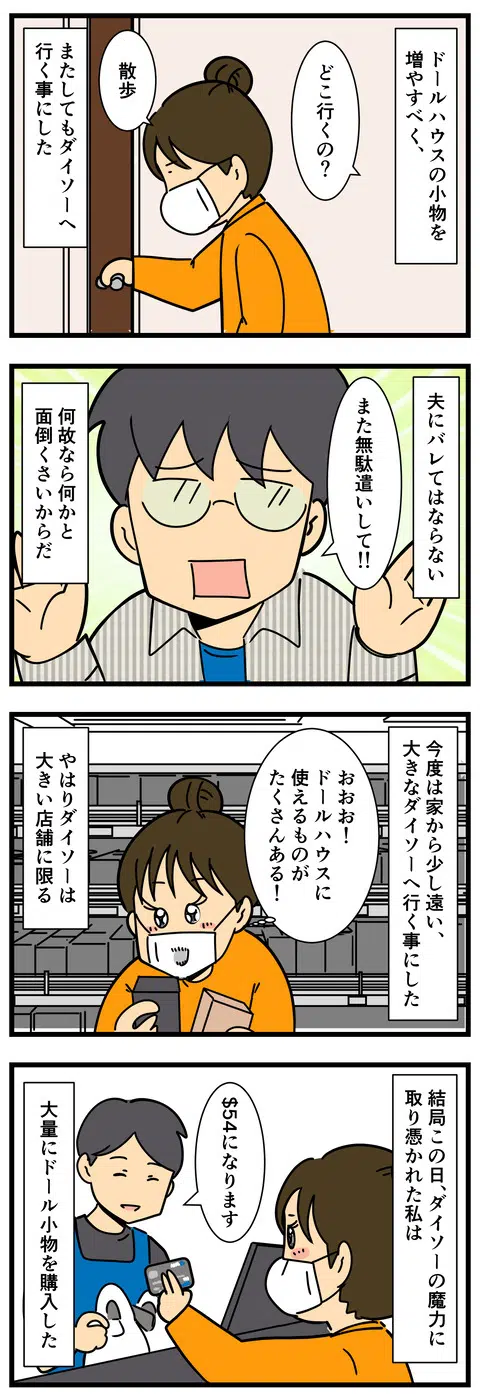 ドールハウスの小物を
増やすべく、
どこ行くの？
散歩
またしてもダイソーへ
行く事にした
夫にバレてはならない
また無駄遣いして!!
何故なら何かと
面倒くさいからだ
今度は家から少し遠い、
大きなダイソーへ行く事にした
おおお！
ドールハウスに
使えるものが
たくさんある！
やはりダイソーは
大きい店舗に限る
結局この日、ダイソーの魔力に
取り憑かれた私は
$54になります
大量にドール小物を購入した